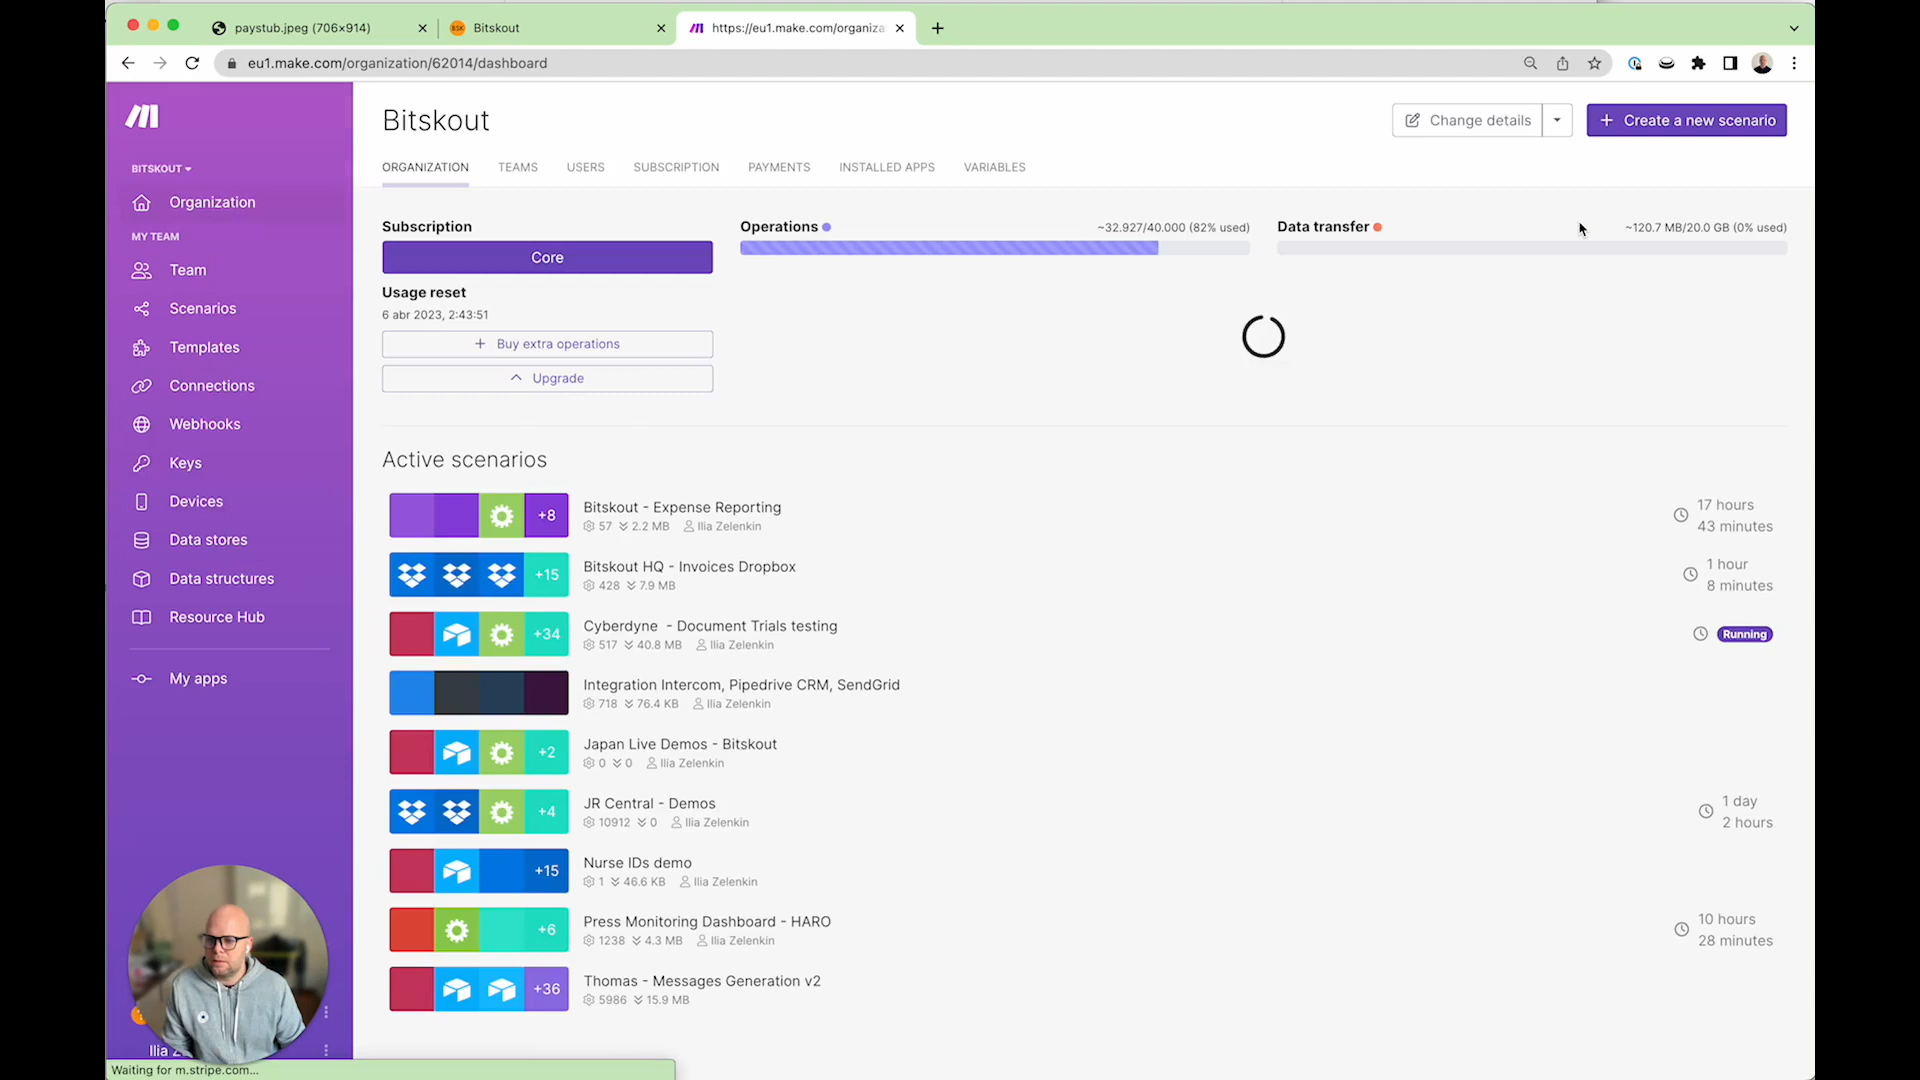 paystub.jpeg (706×914)
BSK
Bitskout
https://eu1.make.com/organiza
eu1.make.com/organization/62014/dashboard
Bitskout
Change details
+ Create a new scenario
BITSKOUT
ORGANIZATION
TEAMS
USERS
SUBSCRIPTION
PAYMENTS
INSTALLED APPS
VARIABLES
Organization
MY TEAM
Team
Scenarios
Templates
Connections
Webhooks
Keys
Devices
Data stores
Data structures
Resource Hub
My apps
Subscription
Core
Usage reset
6 abr 2023, 2:43:51
+ Buy extra operations
Upgrade
Operations
~32.927/40.000 (82% used)
Data transfer
~120.7 MB/20.0 GB (0% used)
Active scenarios
+8
Bitskout - Expense Reporting
57 2.2 MB Ilia Zelenkin
17 hours
43 minutes
+15
Bitskout HQ - Invoices Dropbox
428 7.9 MB
1 hour
8 minutes
+34
Cyberdyne - Document Trials testing
517 40.8 MB Ilia Zelenkin
Running
Integration Intercom, Pipedrive CRM, SendGrid
718 76.4 KB Ilia Zelenkin
+2
Japan Live Demos - Bitskout
0 0 Ilia Zelenkin
+4
JR Central - Demos
10912 0 Ilia Zelenkin
1 day
2 hours
+15
Nurse IDs demo
1 46.6 KB Ilia Zelenkin
+6
Press Monitoring Dashboard - HARO
1238 4.3 MB Ilia Zelenkin
10 hours
28 minutes
+36
Thomas - Messages Generation v2
5986 15.9 MB
Ilia
Waiting for m.stripe.com...